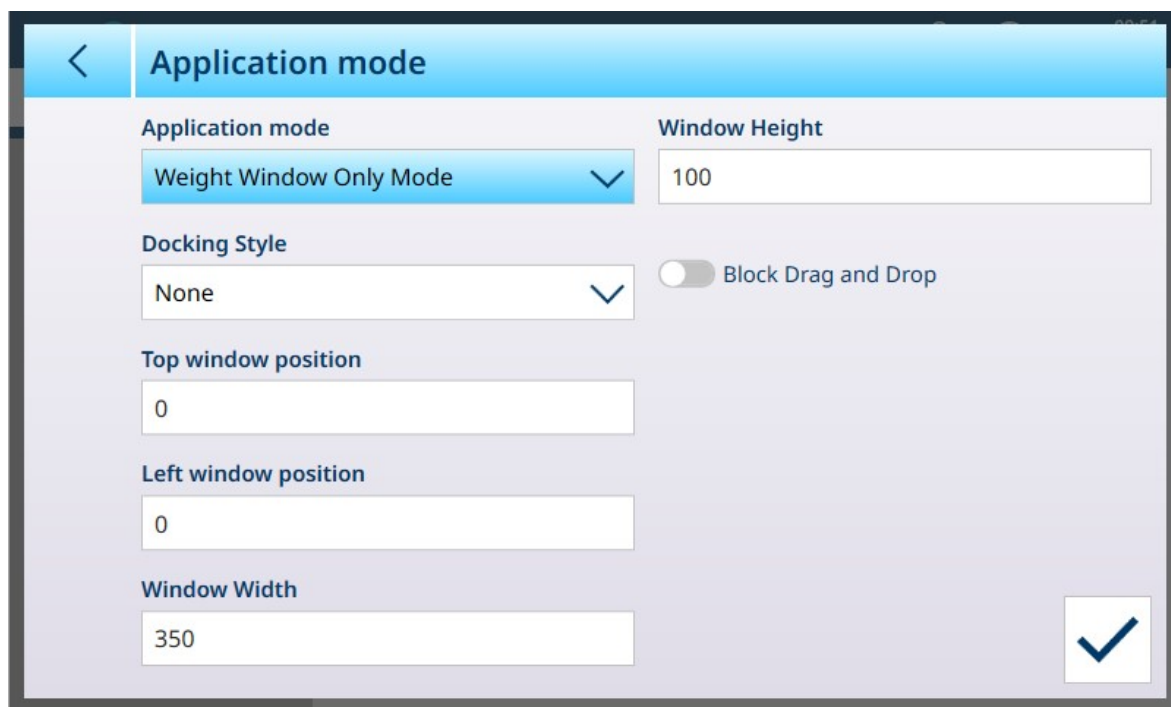 Application mode
Application mode
Weight Window Only Mode
Docking Style
None
Top window position
0
Left window position
0
Window Width
350
Window Height
100
Block Drag and Drop